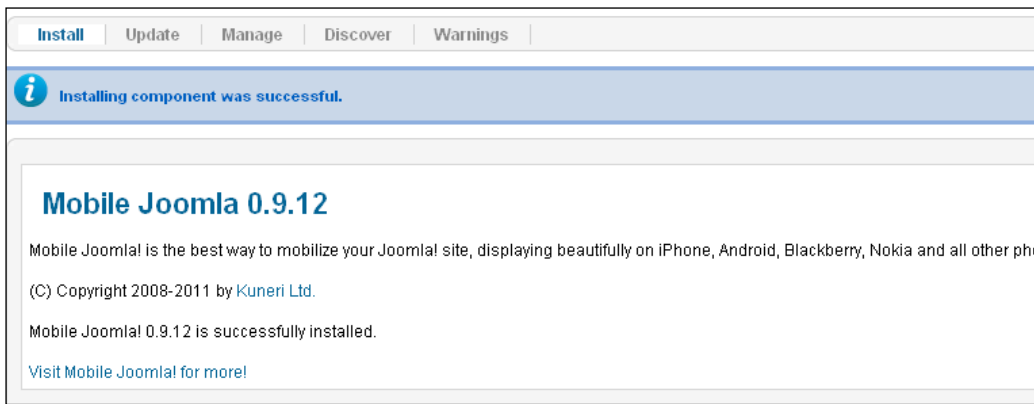 Install Update Manage Discover Warnings
i Installing component was successful.
Mobile Joomla 0.9.12
Mobile Joomla! is the best way to mobilize your Joomla! site, displaying beautifully on iPhone, Android, Blackberry, Nokia and all other
(C) Copyright 2008-2011 by Kuneri Ltd.
Mobile Joomla! 0.9.12 is successfully installed.
Visit Mobile Joomla! for more!